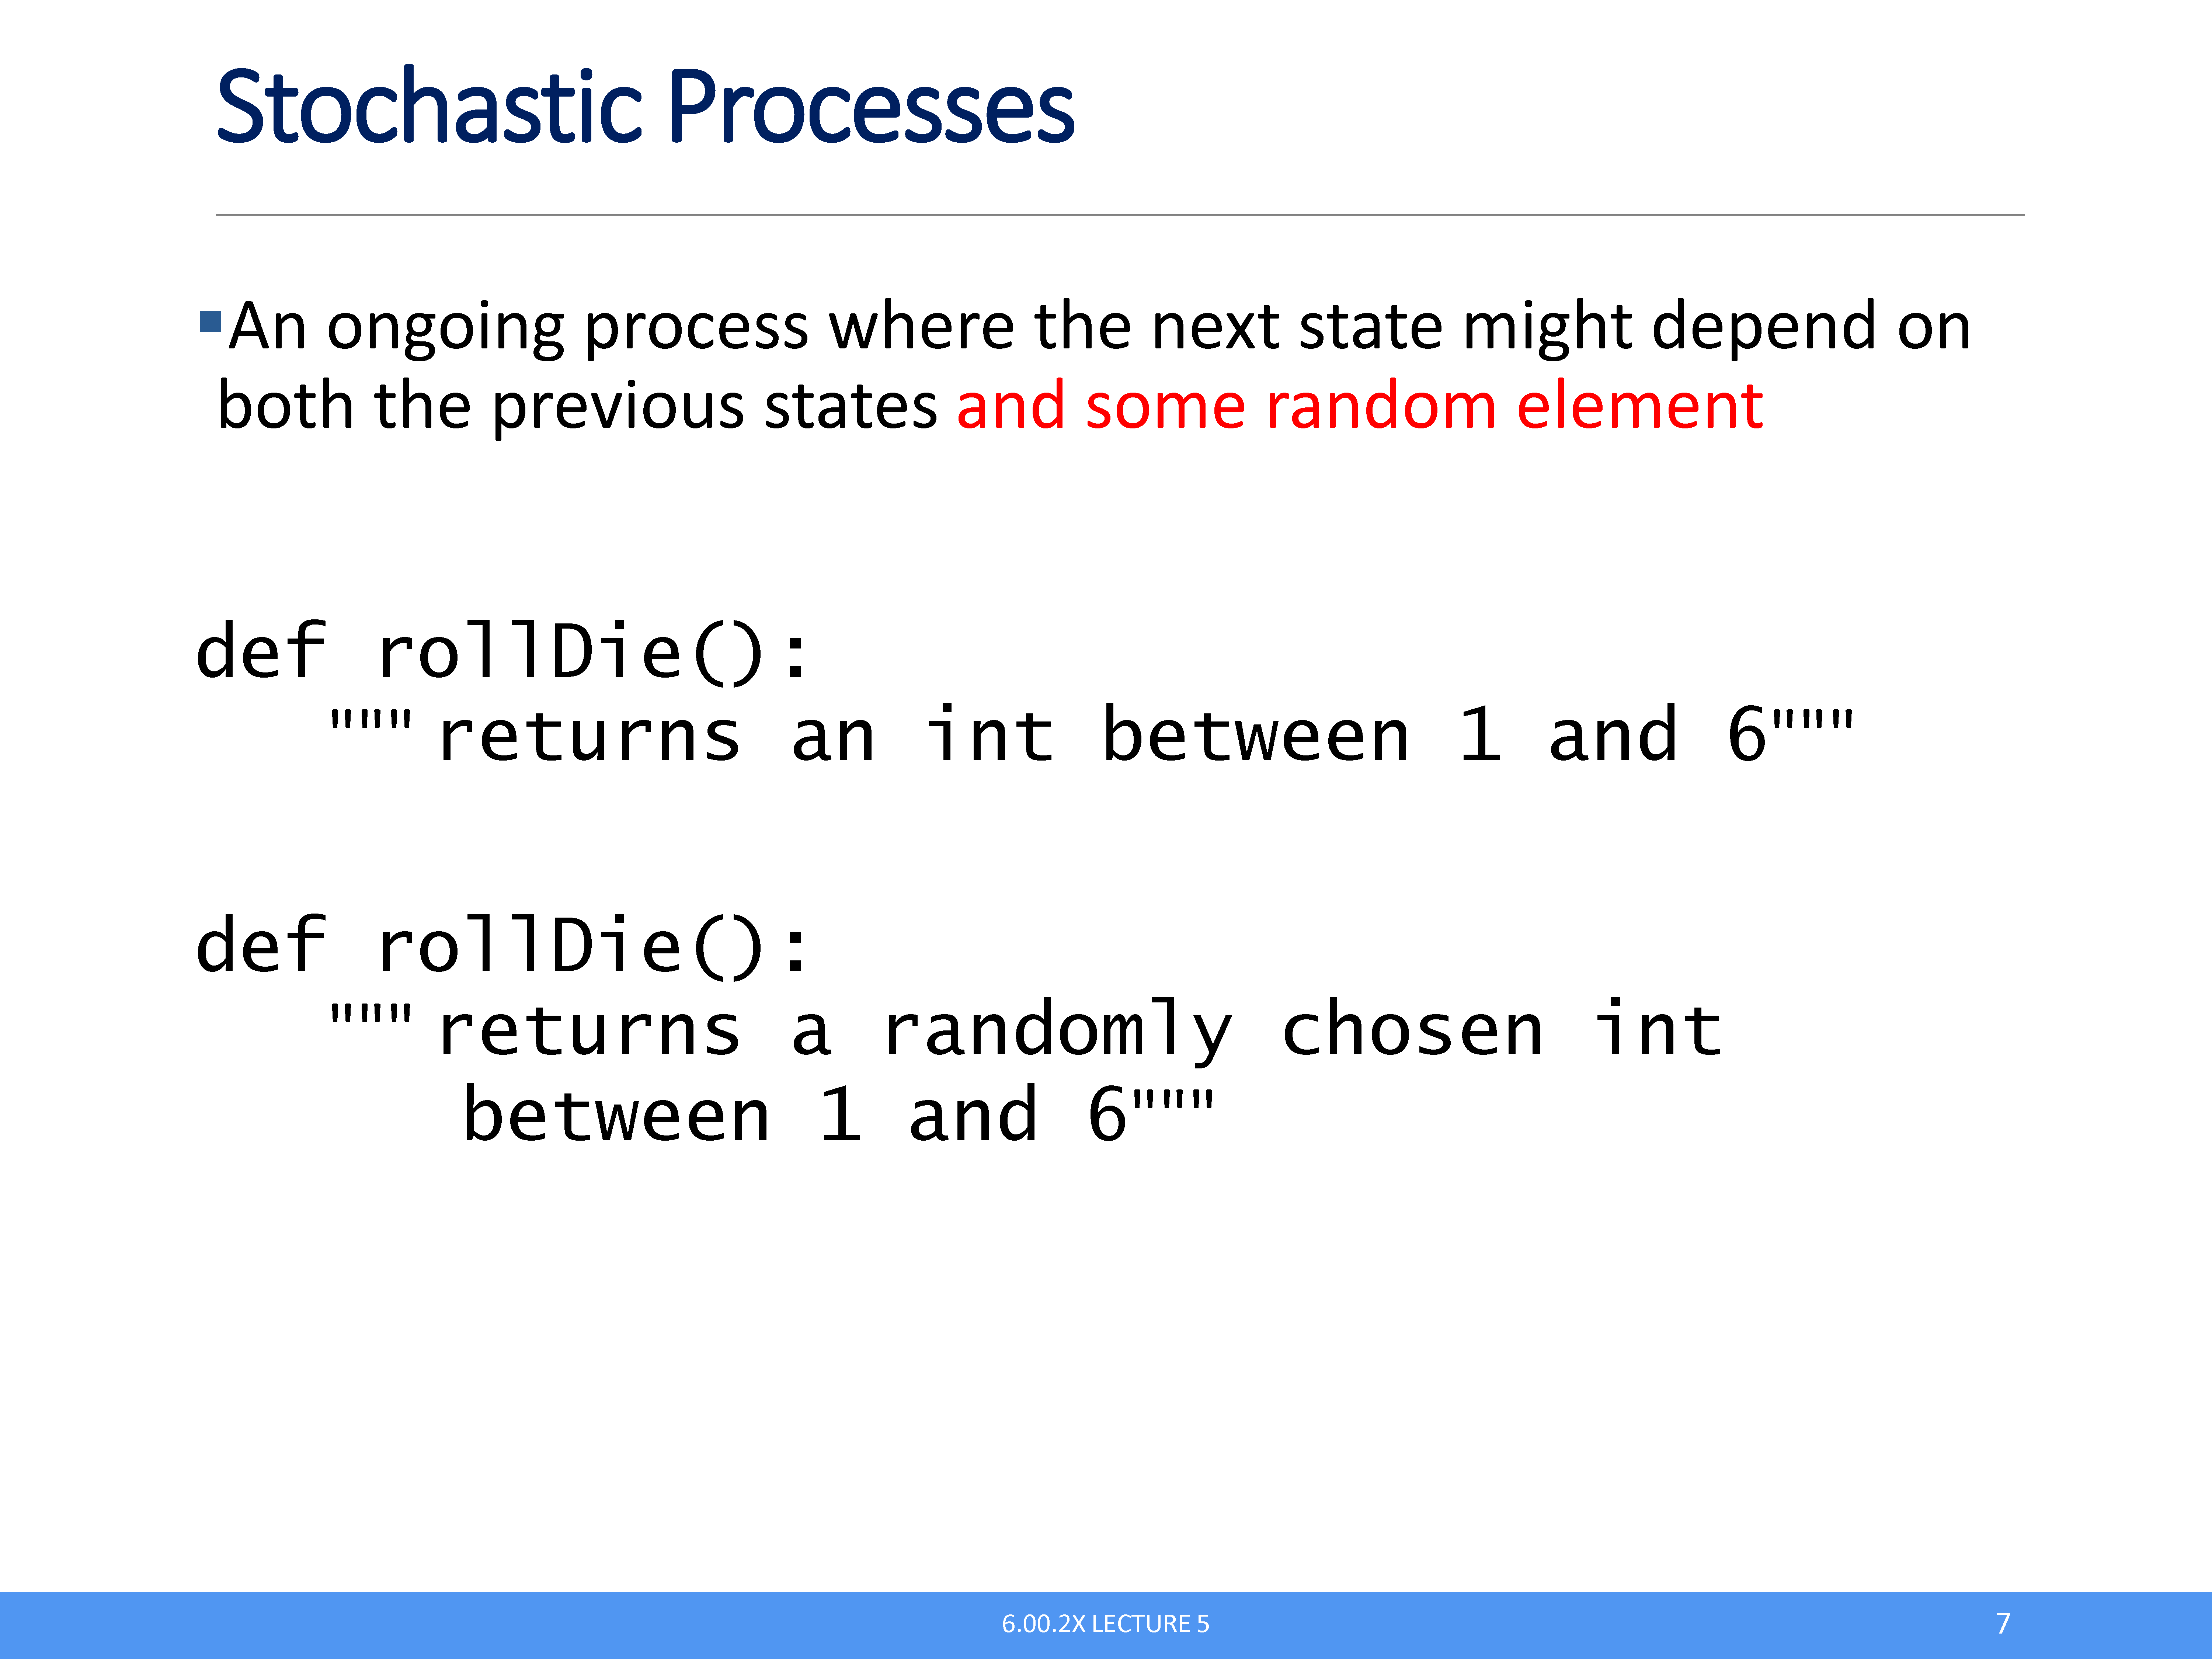 Stochastic Processes
▪An ongoing process where the next state might depend on
both the previous states and some random element
def rollDie():
""" returns an int between 1 and 6"""
def rollDie():
""" returns a randomly chosen int
between 1 and 6"""
6.00.2X LECTURE 5
7